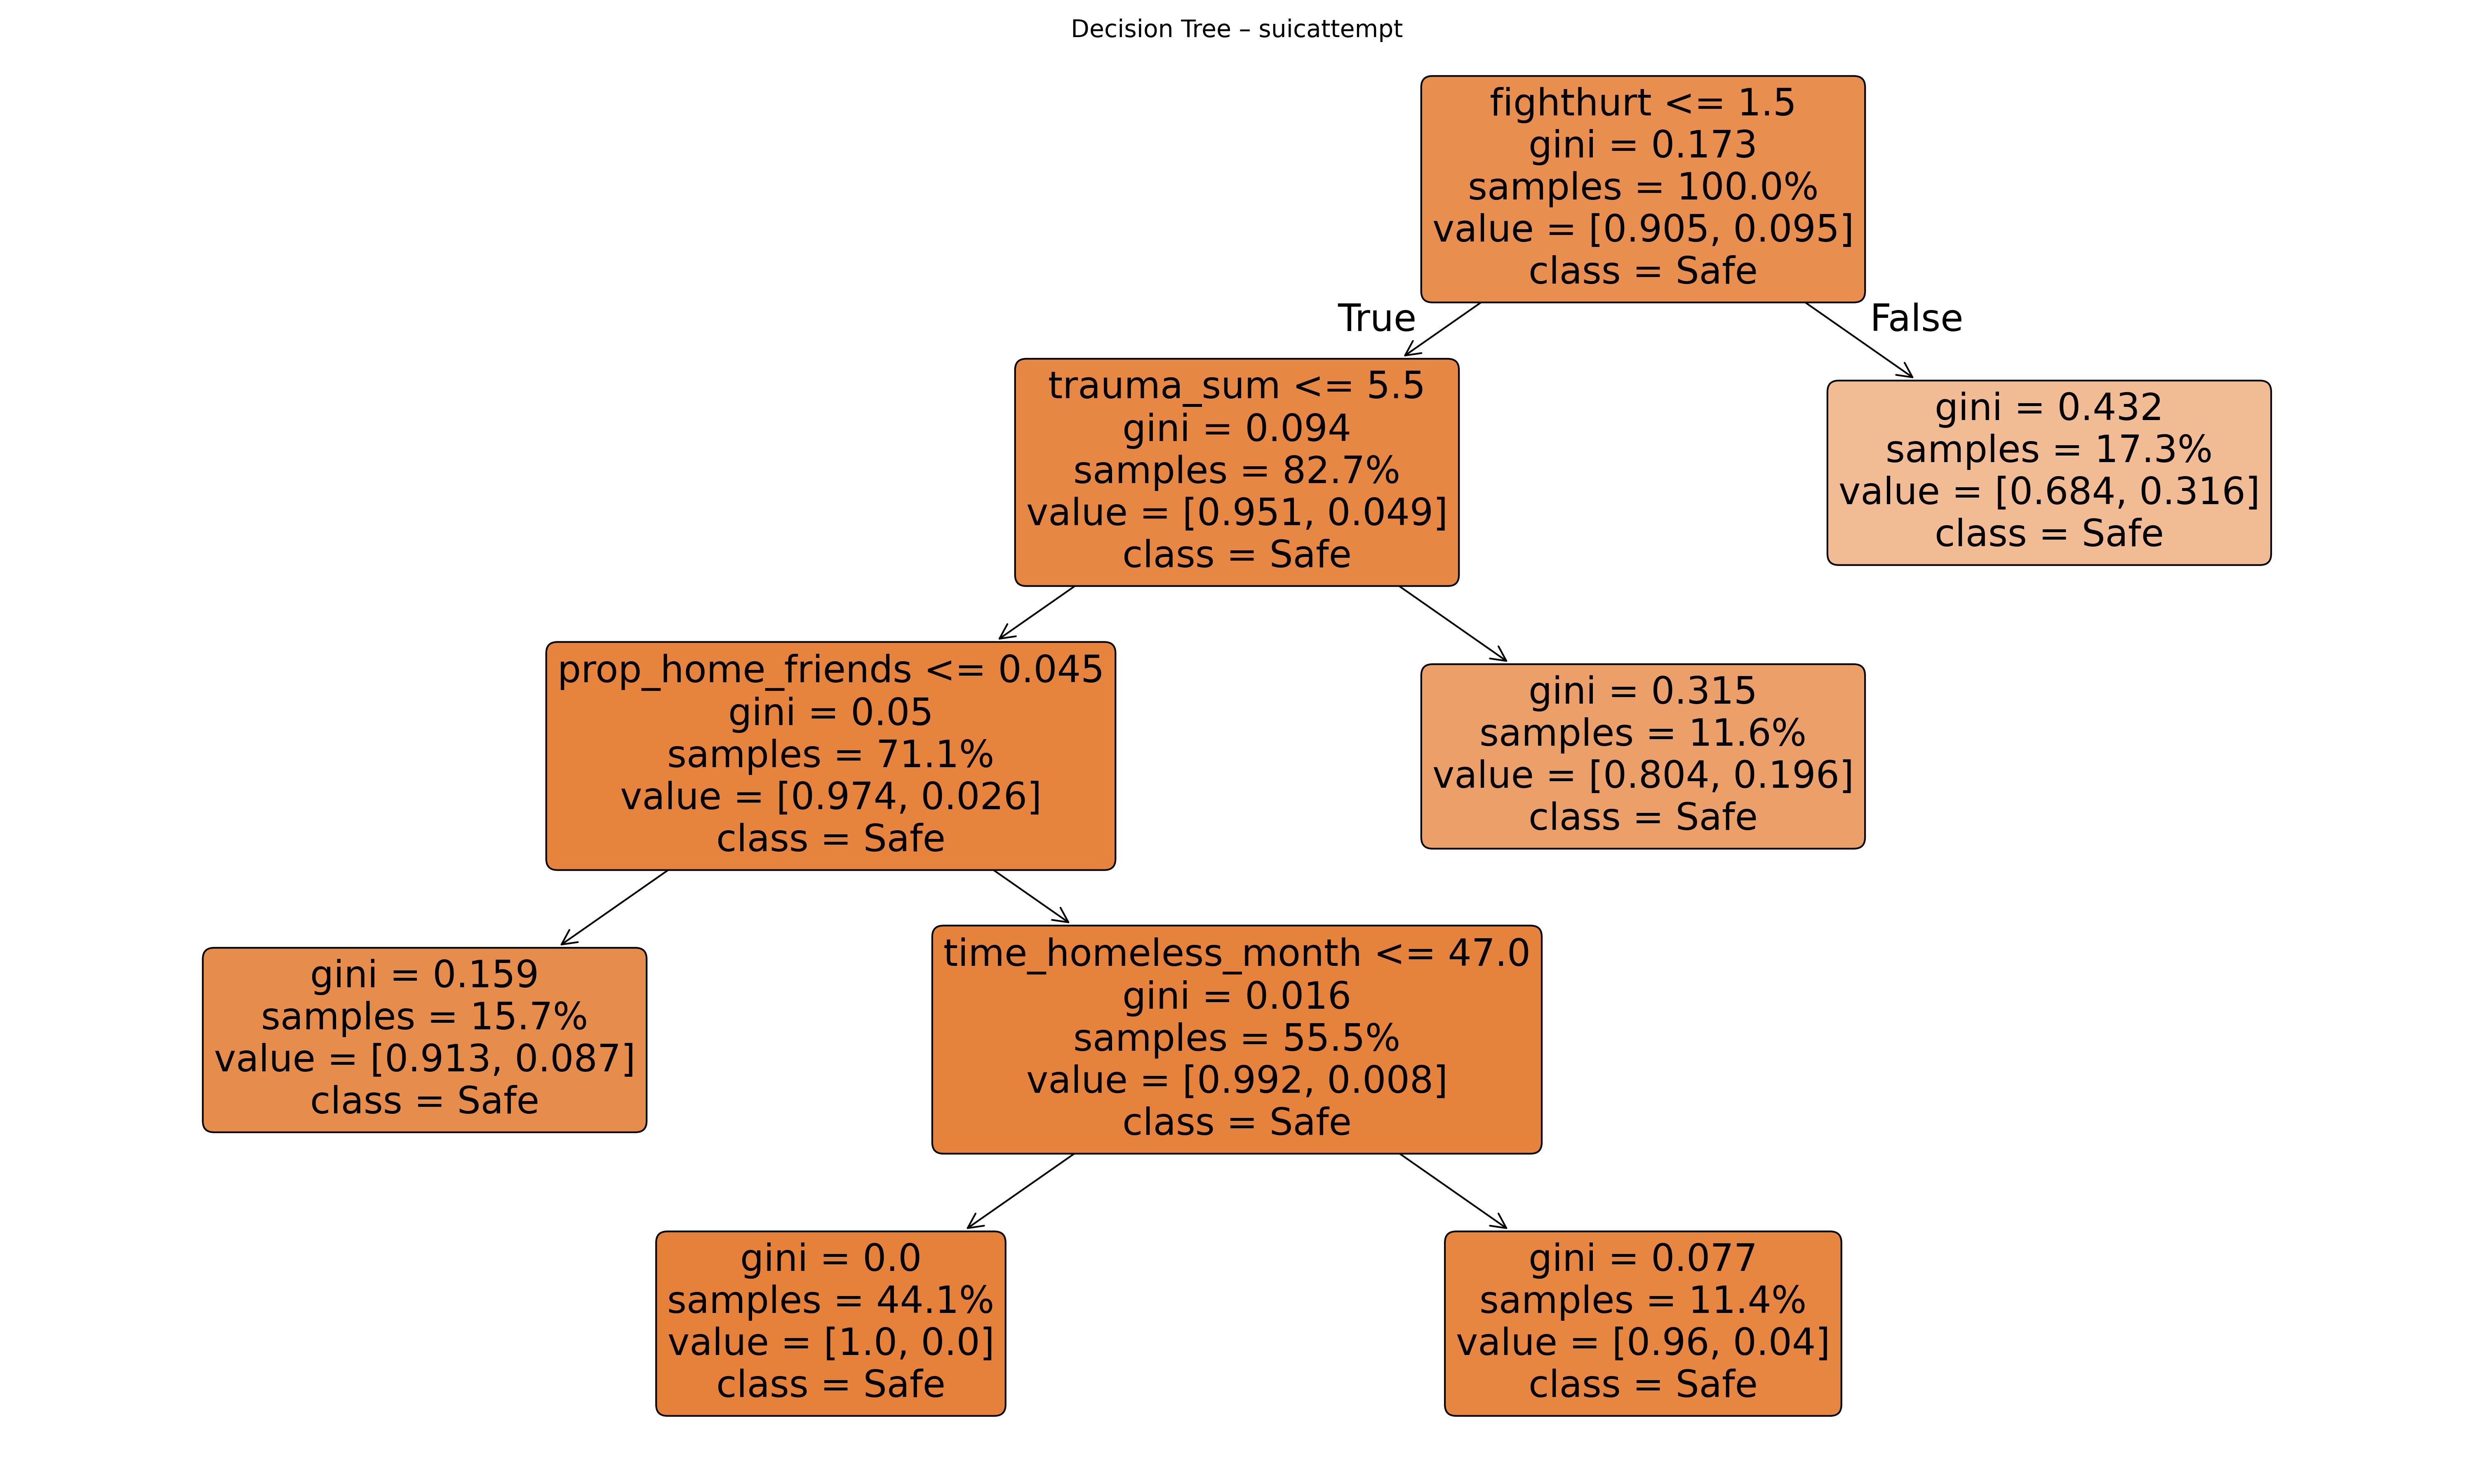 Decision Tree – suicattempt
fighthurt <= 1.5
gini = 0.173
samples = 100.0%
value = [0.905, 0.095]
class = Safe
True
False
trauma_sum <= 5.5
gini = 0.094
samples = 82.7%
value = [0.951, 0.049]
class = Safe
gini = 0.432
samples = 17.3%
value = [0.684, 0.316]
class = Safe
prop_home_friends <= 0.045
gini = 0.05
samples = 71.1%
value = [0.974, 0.026]
class = Safe
gini = 0.315
samples = 11.6%
value = [0.804, 0.196]
class = Safe
gini = 0.159
samples = 15.7%
value = [0.913, 0.087]
class = Safe
time_homeless_month <= 47.0
gini = 0.016
samples = 55.5%
value = [0.992, 0.008]
class = Safe
gini = 0.0
samples = 44.1%
value = [1.0, 0.0]
class = Safe
gini = 0.077
samples = 11.4%
value = [0.96, 0.04]
class = Safe